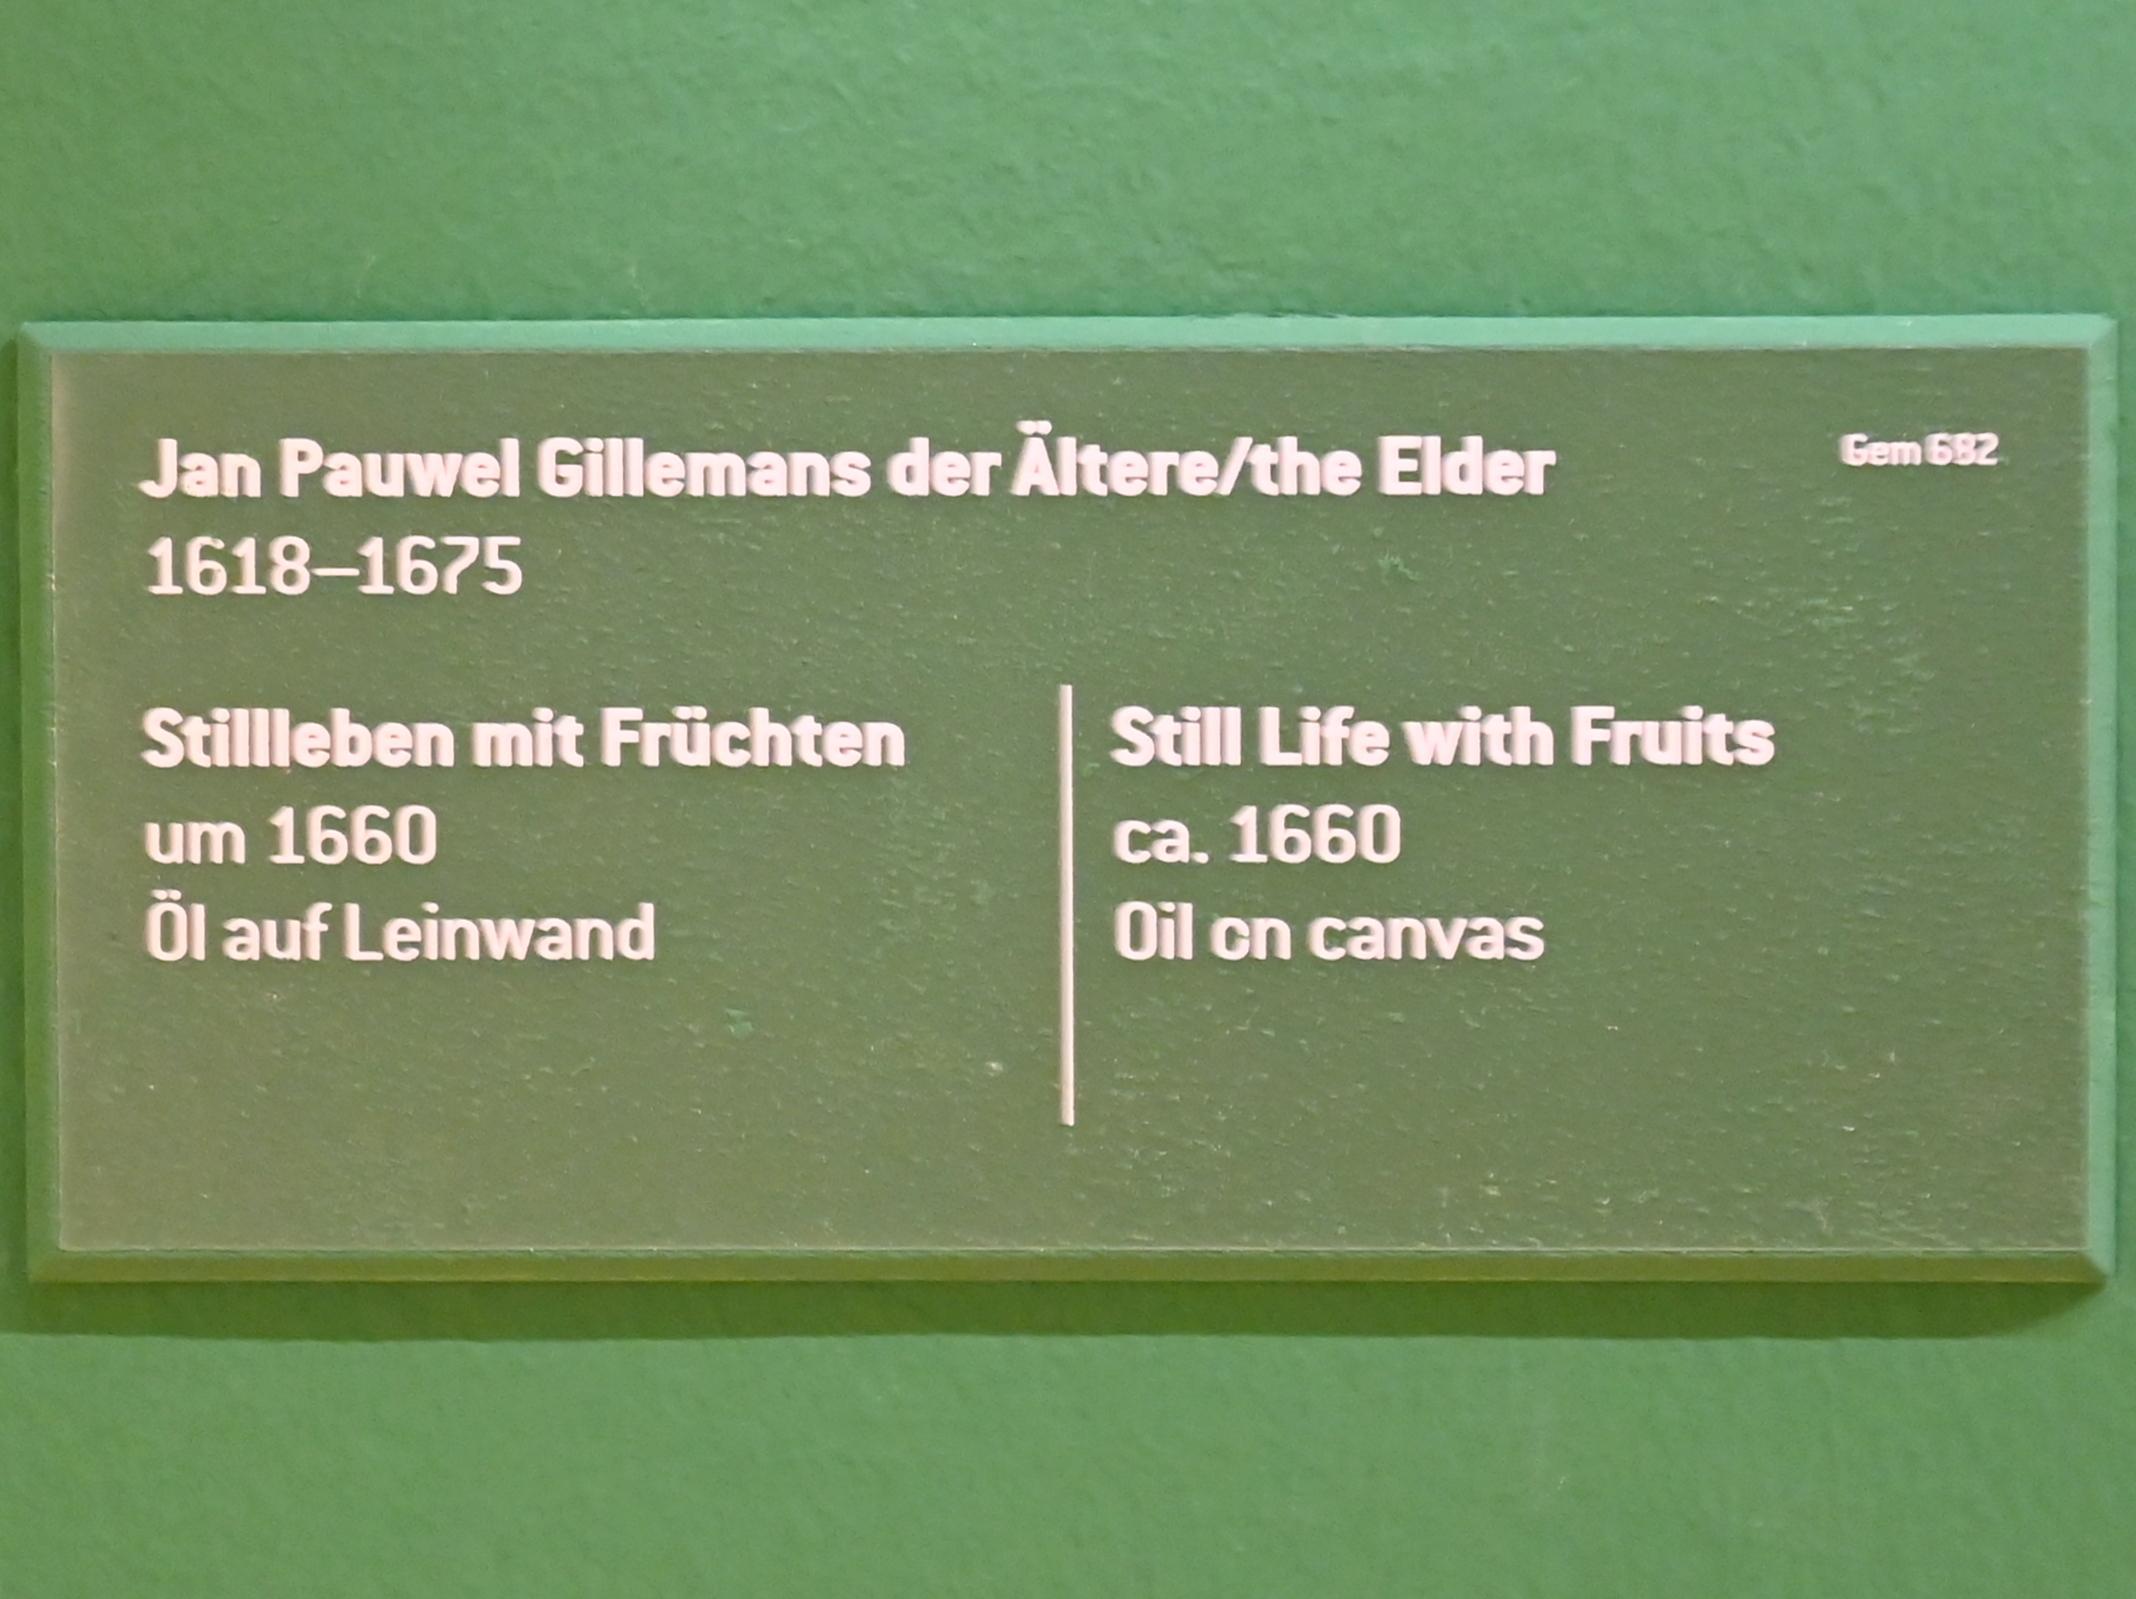 Jan Pauwel Gillemans der Ältere/the Elder
Gem 682
1618–1675
Stillleben mit Früchten
um 1660
Öl auf Leinwand
Still Life with Fruits
ca. 1660
Oil on canvas